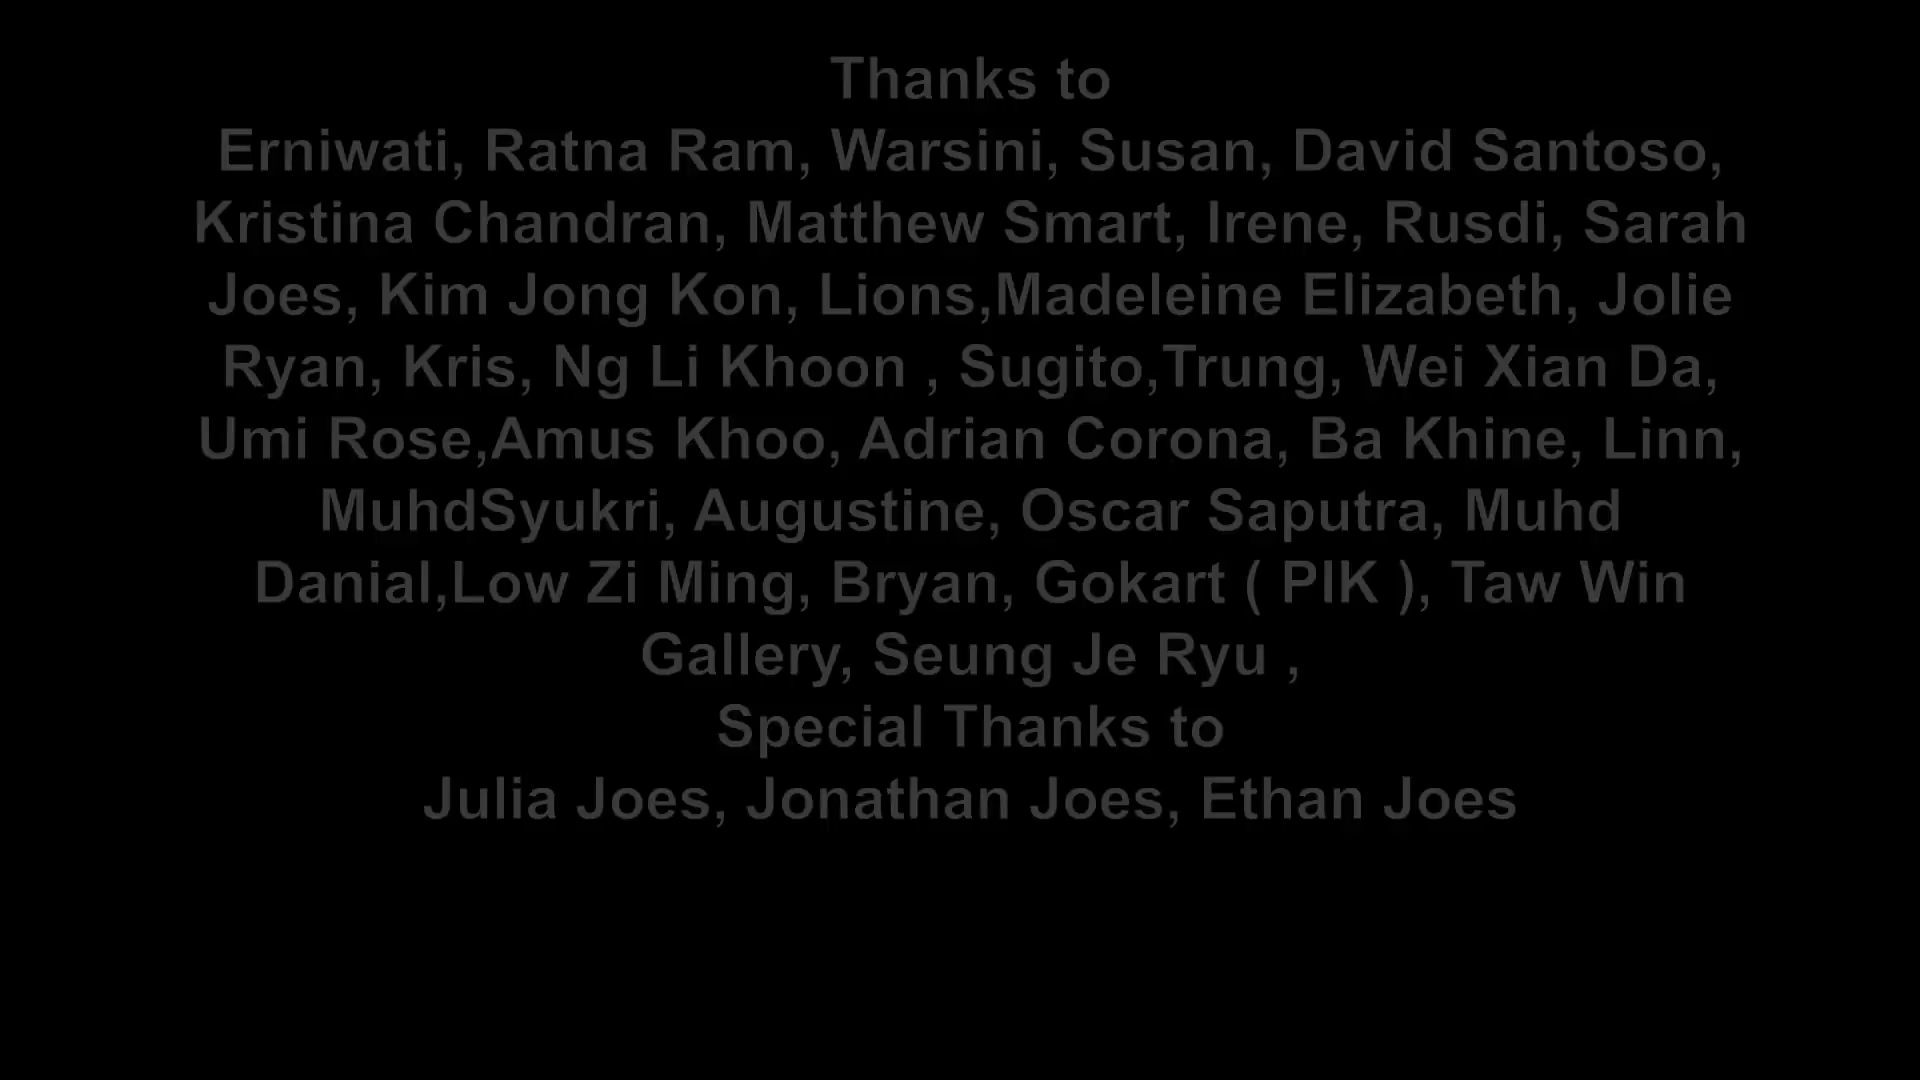 Thanks to
Erniwati, Ratna Ram, Warsini, Susan, David Santoso,
Kristina Chandran, Matthew Smart, Irene, Rusdi, Sarah
Joes, Kim Jong Kon, Lions,Madeleine Elizabeth, Jolie
Ryan, Kris, Ng Li Khoon , Sugito,Trung, Wei Xian Da,
Umi Rose,Amus Khoo, Adrian Corona, Ba Khine, Linn,
MuhdSyukri, Augustine, Oscar Saputra, Muhd
Danial,Low Zi Ming, Bryan, Gokart ( PIK ), Taw Win
Gallery, Seung Je Ryu ,
Special Thanks to
Julia Joes, Jonathan Joes, Ethan Joes